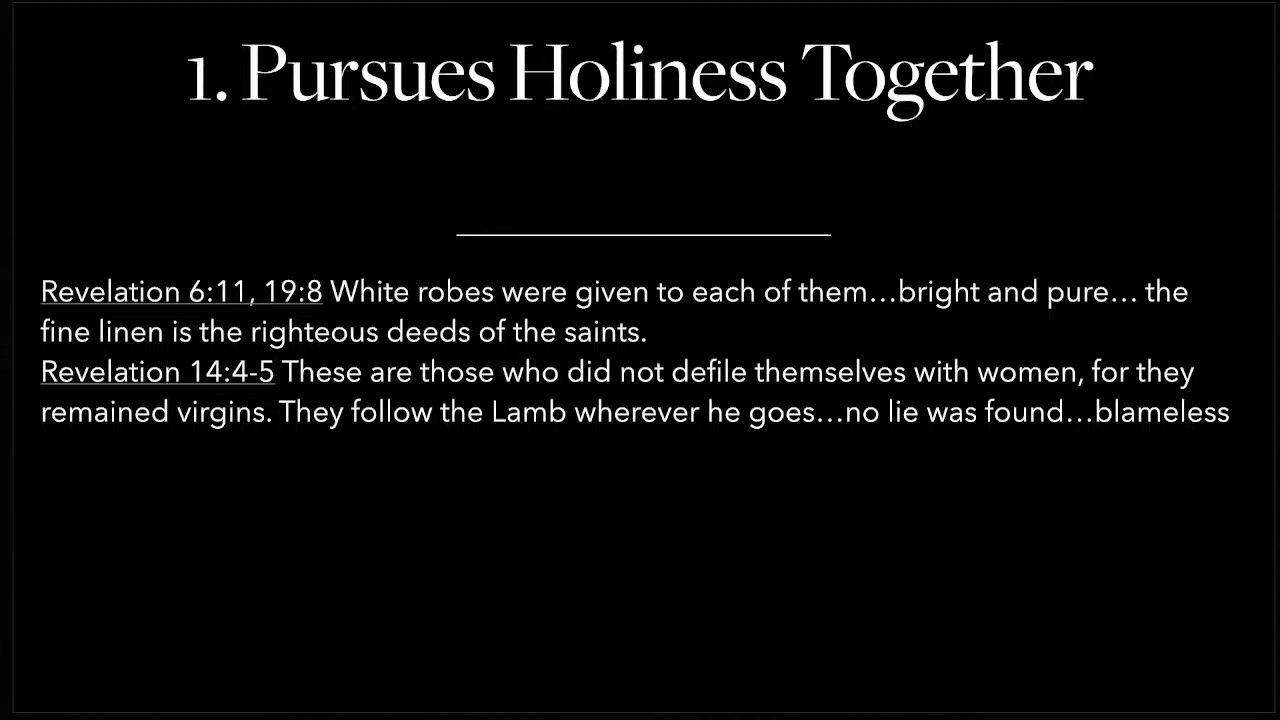 1. Pursues Holiness Together
Revelation 6:11, 19:8 White robes were given to each of them…bright and pure… the
fine linen is the righteous deeds of the saints.
Revelation 14:4-5 These are those who did not defile themselves with women, for they
remained virgins. They follow the Lamb wherever he goes…no lie was found…blameless